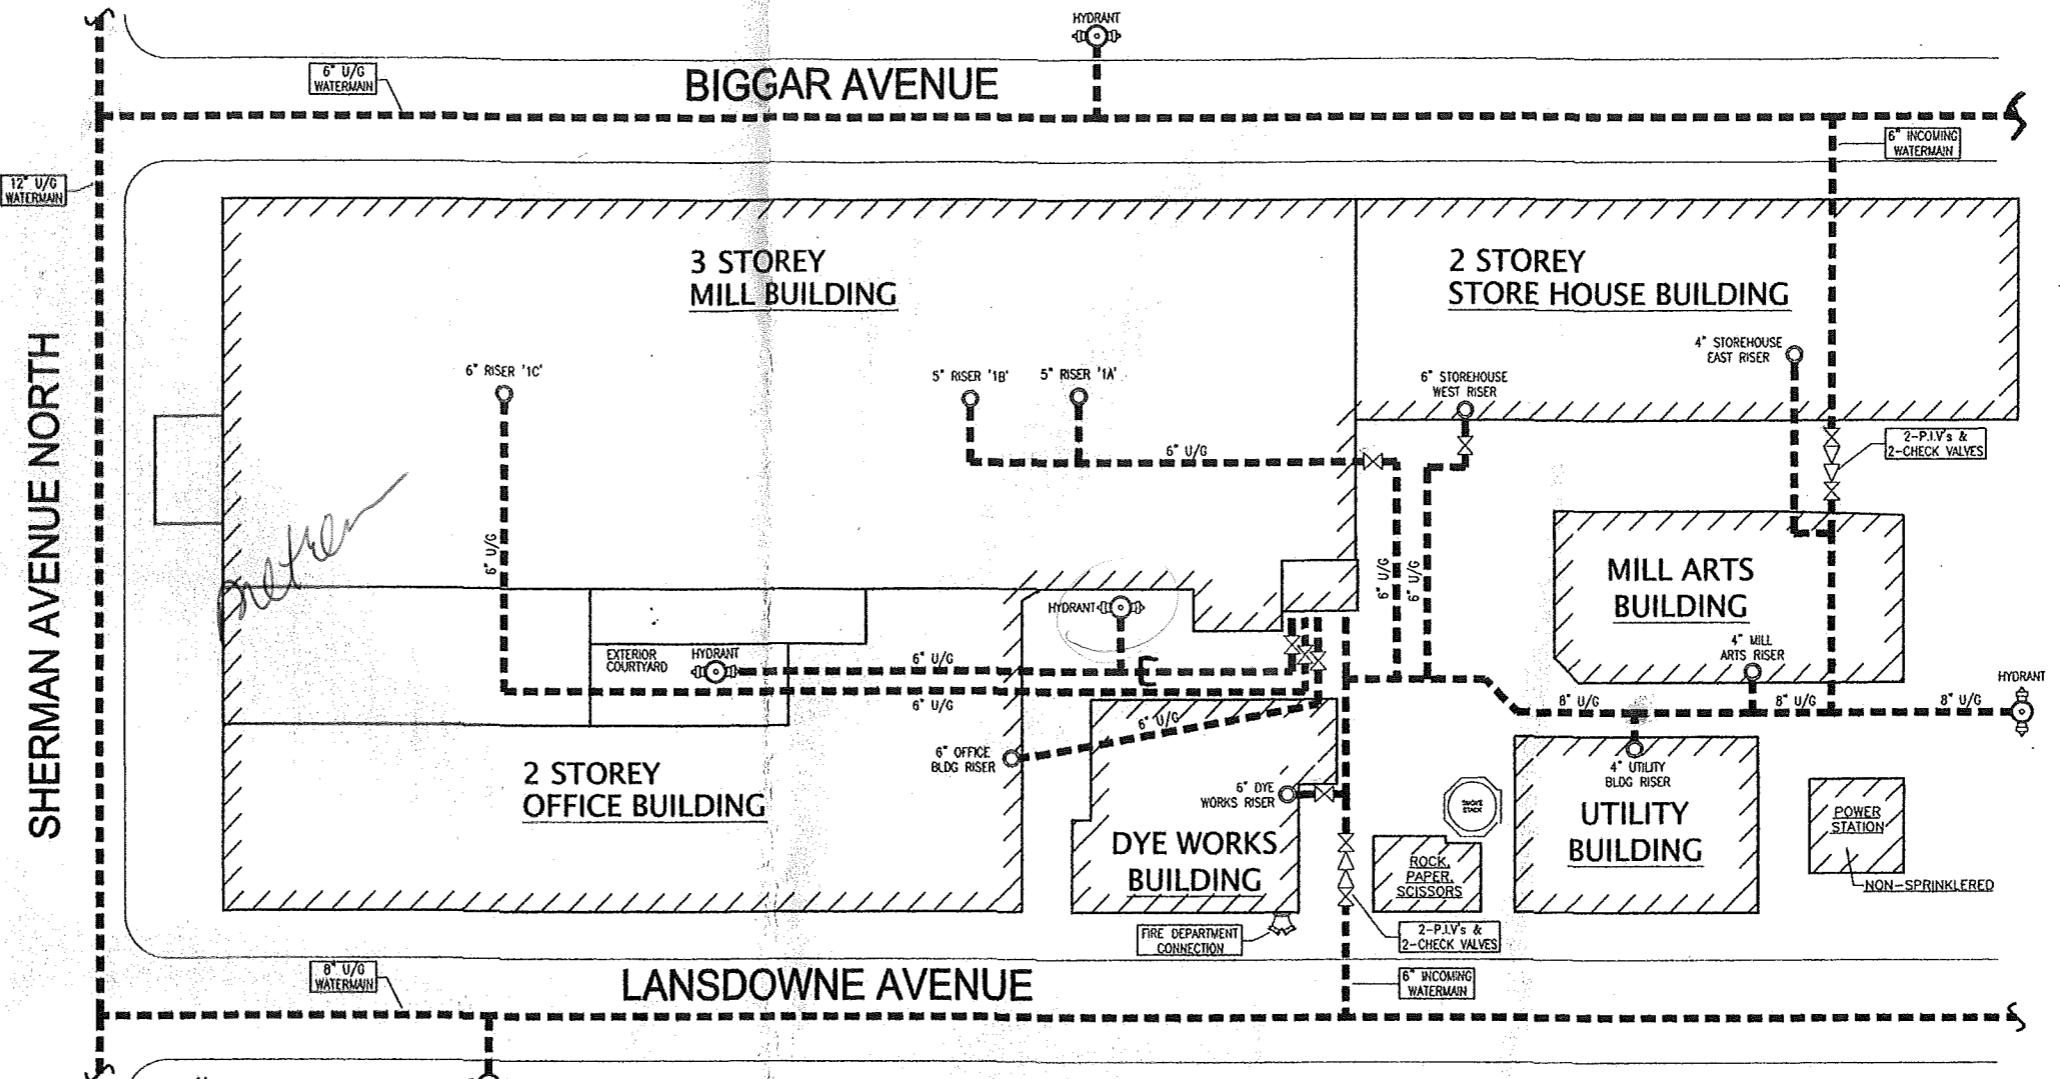 HYDRANT
6" U/G
WATERMAIN
BIGGAR AVENUE
6" INCOMING
WATERMAIN
12" U/G
WATERMAIN
3 STOREY
MILL BUILDING
2 STOREY
STORE HOUSE BUILDING
SHERMAN AVENUE NORTH
6" RISER '1C'
5" RISER '1B'
5" RISER '1A'
6" STOREHOUSE
WEST RISER
4" STOREHOUSE
EAST RISER
6" U/G
2-P.I.V's &
2-CHECK VALVES
6" U/G
6" U/G
6" U/G
MILL ARTS
BUILDING
4" MILL
ARTS RISER
HYDRANT
EXTERIOR
COURTYARD
HYDRANT
6" U/G
6" U/G
6" U/G
8" U/G
8" U/G
8" U/G
HYDRANT
6" OFFICE
BLDG RISER
2 STOREY
OFFICE BUILDING
6" DYE
WORKS RISER
DYE WORKS
BUILDING
SMOKE
STACK
4" UTILITY
BLDG RISER
UTILITY
BUILDING
POWER
STATION
NON-SPRINKLERED
ROCK,
PAPER,
SCISSORS
FIRE DEPARTMENT
CONNECTION
2-P.I.V's &
2-CHECK VALVES
8" U/G
WATERMAIN
LANSDOWNE AVENUE
6" INCOMING
WATERMAIN